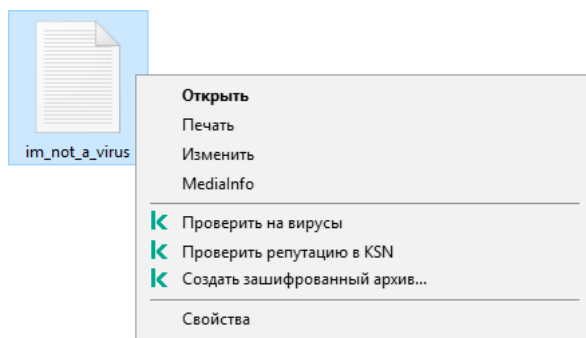 im_not_a_virus
Открыть
Печать
Изменить
MediaInfo
Проверить на вирусы
Проверить репутацию в KSN
Создать зашифрованный архив...
Свойства